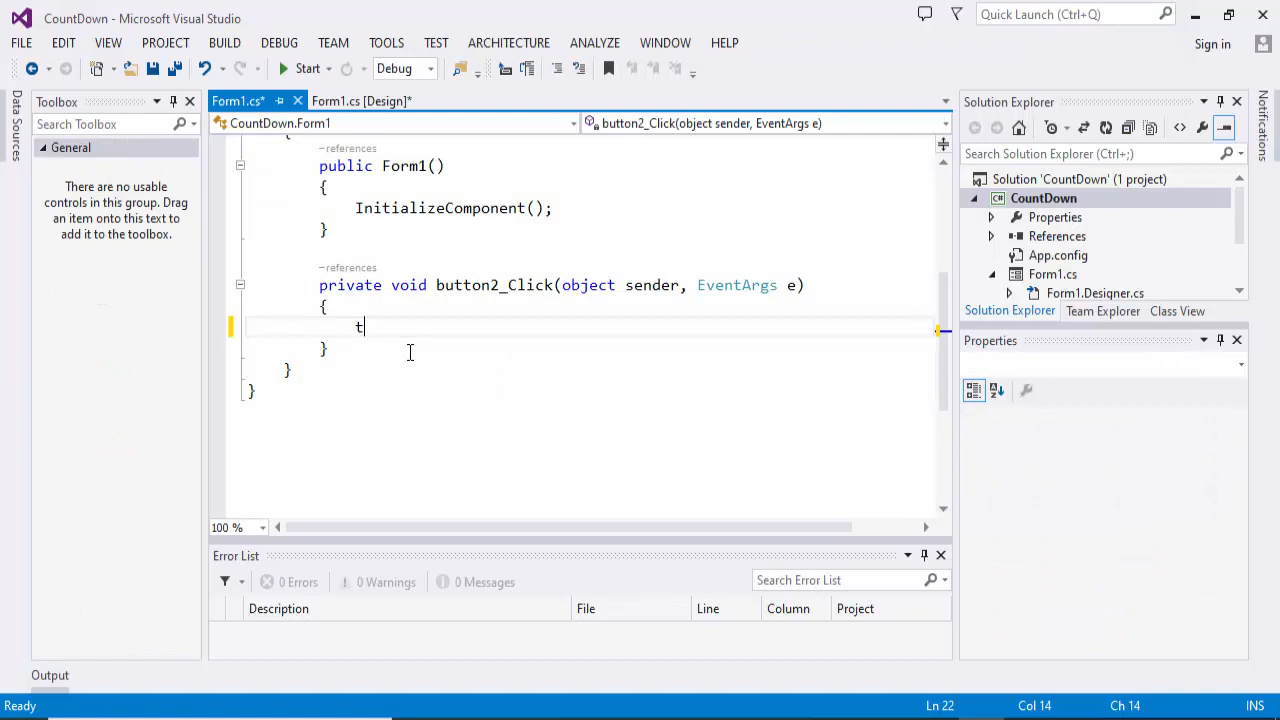 CountDown - Microsoft Visual Studio
Quick Launch (Ctrl+Q)
FILE EDIT VIEW PROJECT BUILD DEBUG TEAM TOOLS TEST ARCHITECTURE ANALYZE WINDOW HELP
Sign in
Start Debug
Data Sources
Toolbox
Search Toolbox
General
There are no usable
controls in this group. Drag
an item onto this text to
add it to the toolbox.
Form1.cs* Form1.cs [Design]*
CountDown.Form1 button2_Click(object sender, EventArgs e)
{
references
public Form1()
{
InitializeComponent();
}
references
private void button2_Click(object sender, EventArgs e)
{
t
}
}
}
100 %
Error List
0 Errors 0 Warnings 0 Messages
Search Error List
Description File Line Column Project
Solution Explorer
Search Solution Explorer (Ctrl+;)
Solution 'CountDown' (1 project)
C# CountDown
Properties
References
App.config
Form1.cs
Form1.Designer.cs
Solution Explorer Team Explorer Class View
Properties
Notifications
Output
Ready Ln 22 Col 14 Ch 14 INS